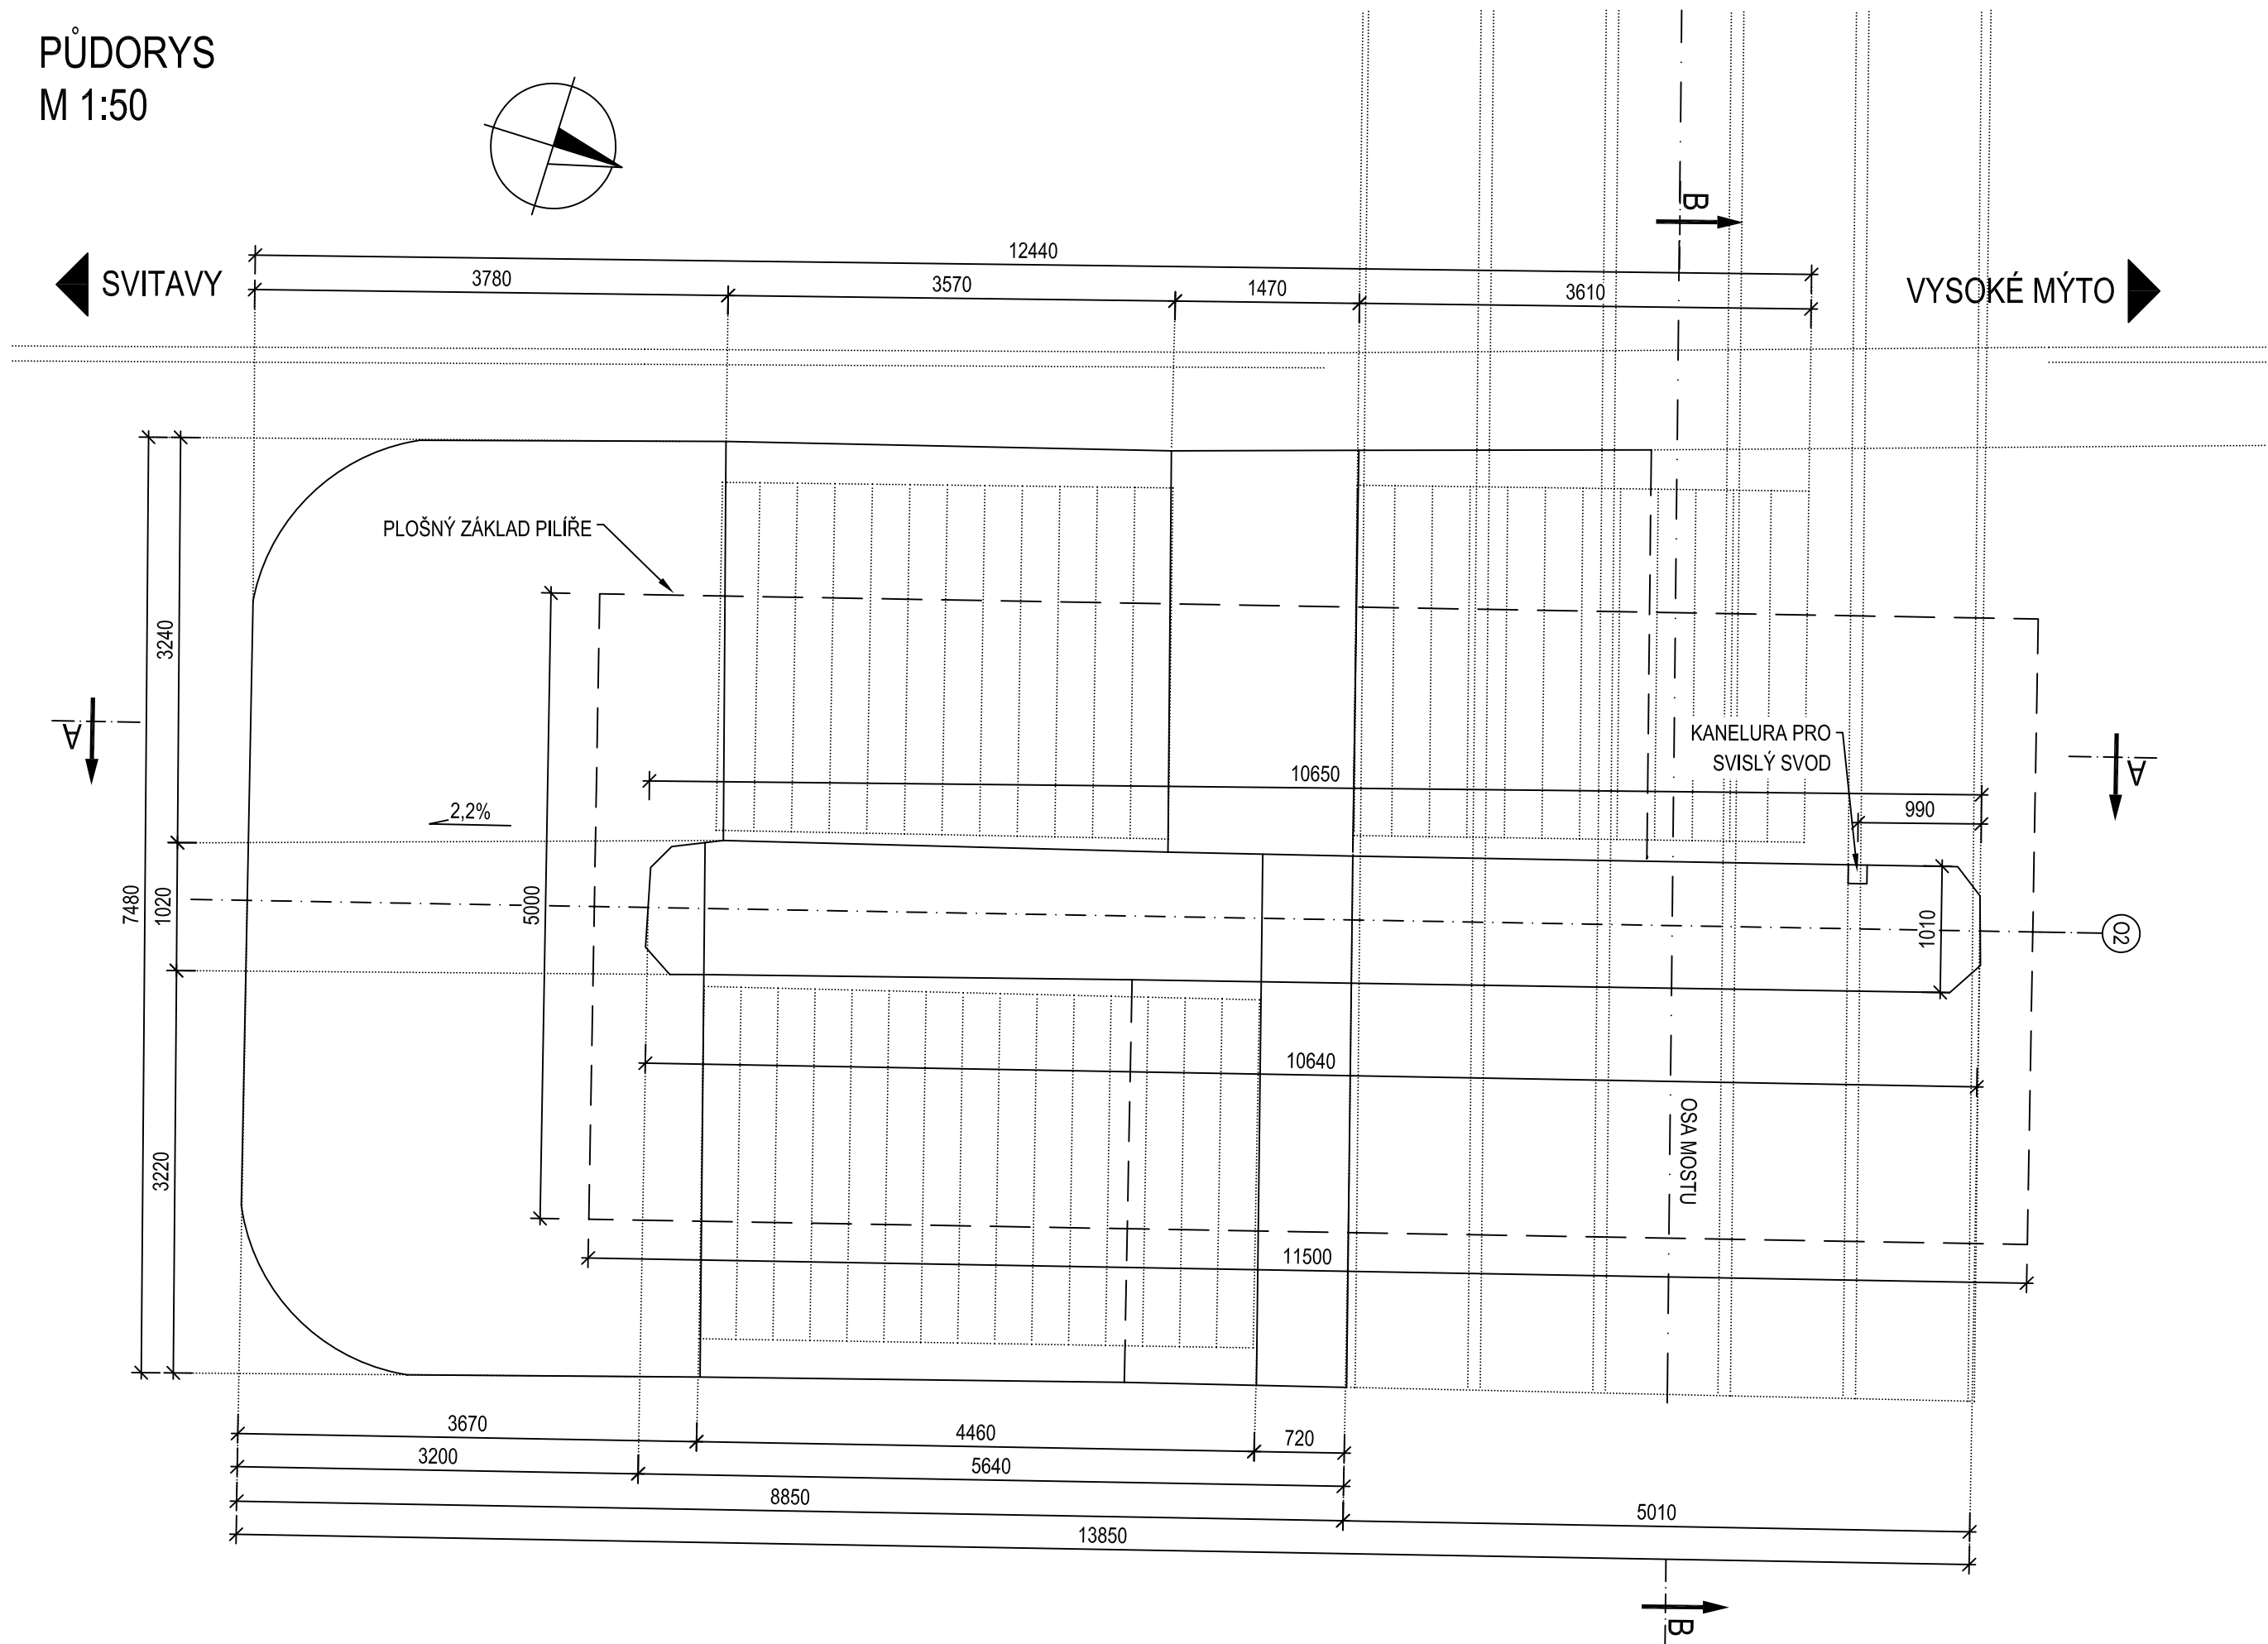 PŮDORYS
M 1:50
B
12440
SVITAVY
3780
3570
1470
3610
VYSOKÉ MÝTO
PLOŠNÝ ZÁKLAD PILÍŘE
3240
A
A
KANELURA PRO
SVISLÝ SVOD
10650
990
2,2%
7480
1020
5000
1010
O2
10640
OSA MOSTU
3220
11500
3670
4460
720
3200
5640
8850
5010
13850
B